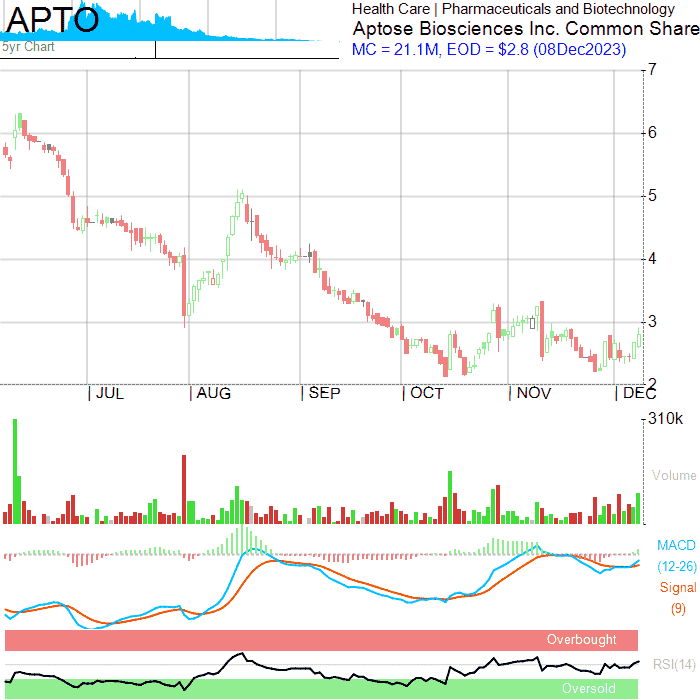 APTO
5yr Chart
Health Care | Pharmaceuticals and Biotechnology
Aptose Biosciences Inc. Common Share
MC = 21.1M, EOD = $2.8 (08Dec2023)
7
6
5
4
3
2
JUL
AUG
SEP
OCT
NOV
DEC
310k
Volume
MACD
(12-26)
Signal
(9)
Overbought
RSI(14)
Oversold